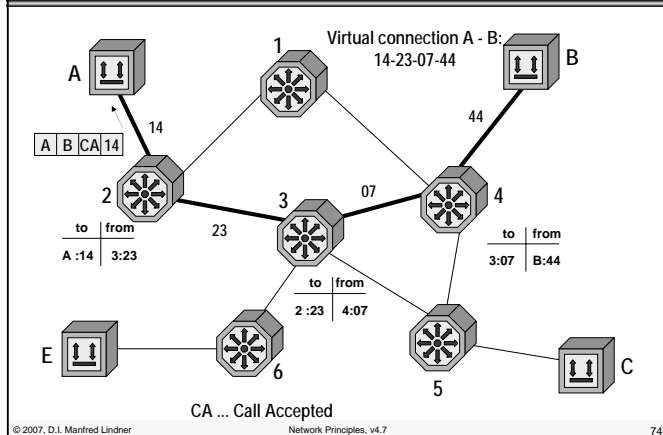 Virtual connection A - B:
14-23-07-44
1
A
B
14
44
A B CA 14
2
3
07
4
23
to from
A :14 3:23
to from
3:07 B:44
to from
2 :23 4:07
E
6
5
C
CA ... Call Accepted
© 2007, D.I. Manfred Lindner
Network Principles, v4.7
74